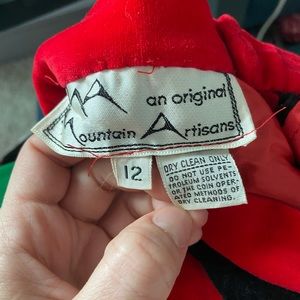 MA an original
Mountain Artisans
12
DRY CLEAN ONLY
DO NOT USE PE-
TROLEUM SOLVENTS
OR THE COIN OPER-
ATED METHODS OF
DRY CLEANING.